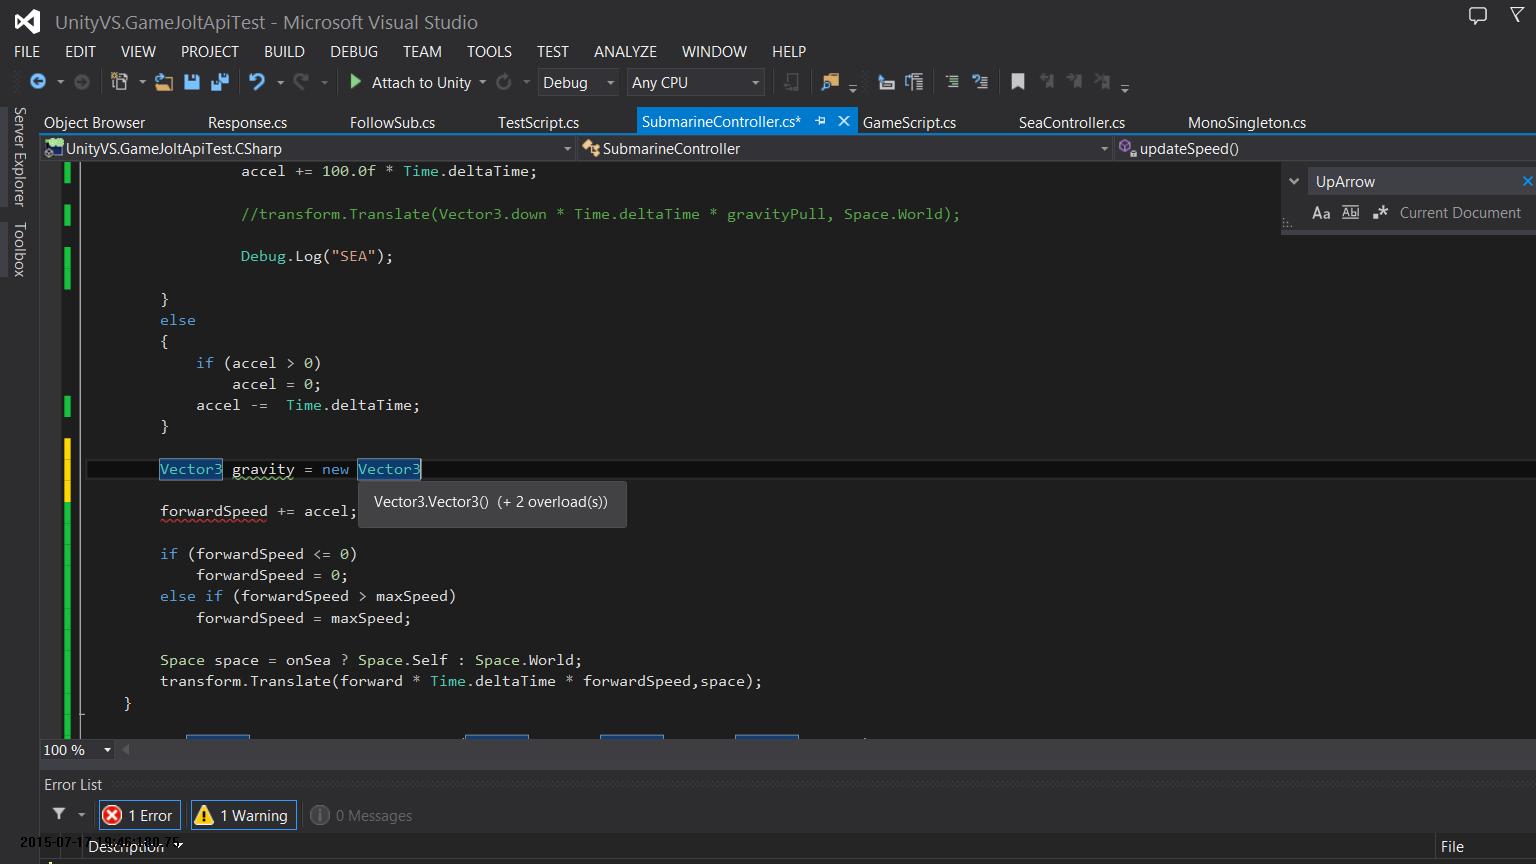 UnityVS.GameJoltApiTest - Microsoft Visual Studio
FILE EDIT VIEW PROJECT BUILD DEBUG TEAM TOOLS TEST ANALYZE WINDOW HELP
Attach to Unity Debug Any CPU
Server Explorer
Toolbox
Object Browser Response.cs FollowSub.cs TestScript.cs SubmarineController.cs* GameScript.cs SeaController.cs MonoSingleton.cs
UnityVS.GameJoltApiTest.CSharp SubmarineController updateSpeed()
UpArrow
Aa Abl .* Current Document
accel += 100.0f * Time.deltaTime;
//transform.Translate(Vector3.down * Time.deltaTime * gravityPull, Space.World);
Debug.Log("SEA");
}
else
{
if (accel > 0)
accel = 0;
accel -= Time.deltaTime;
}
Vector3 gravity = new Vector3
Vector3.Vector3() (+ 2 overload(s))
forwardSpeed += accel;
if (forwardSpeed <= 0)
forwardSpeed = 0;
else if (forwardSpeed > maxSpeed)
forwardSpeed = maxSpeed;
Space space = onSea ? Space.Self : Space.World;
transform.Translate(forward * Time.deltaTime * forwardSpeed,space);
}
100 %
Error List
1 Error 1 Warning 0 Messages
Description File